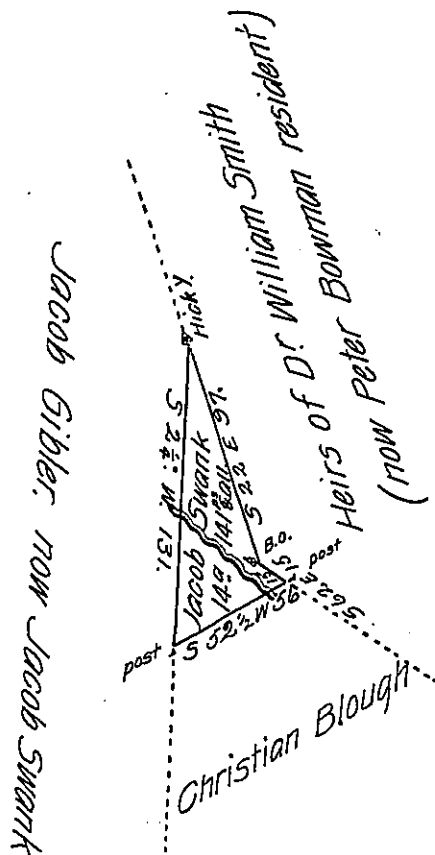 Heirs of Dr. William Smith
(now Peter Bowman resident)
Hicky.
S 2¼° W. 131.
Jacob Swank
14a
S 22 E 97.
B.O.
post
S 62 E
post
S 52½ W 56
Christian Blough
Jacob Gibler, now Jacob Swank